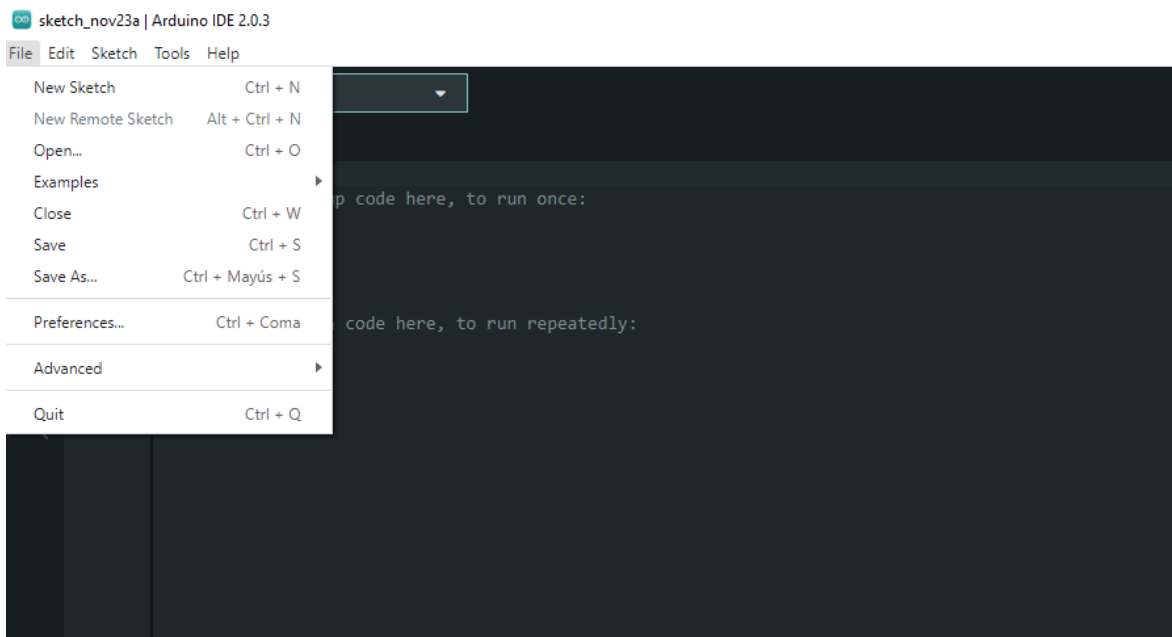 sketch_nov23a | Arduino IDE 2.0.3
File Edit Sketch Tools Help
New Sketch Ctrl + N
New Remote Sketch Alt + Ctrl + N
Open... Ctrl + O
Examples
Close Ctrl + W
Save Ctrl + S
Save As... Ctrl + Mayús + S
Preferences... Ctrl + Coma
Advanced
Quit Ctrl + Q
p code here, to run once:
code here, to run repeatedly: